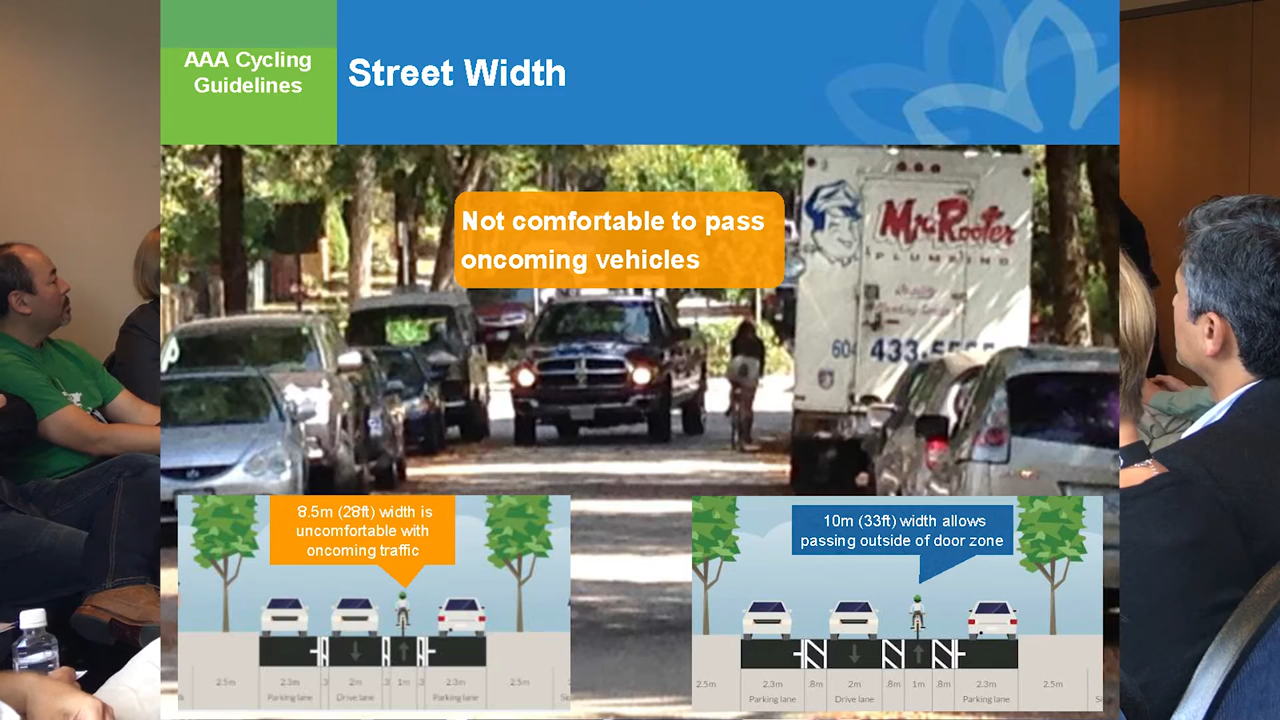 AAA Cycling
Guidelines
Street Width
Not comfortable to pass
oncoming vehicles
Mr. Rooter
PLUMBING
604 433-
8.5m (28ft) width is
uncomfortable with
oncoming traffic
2.5m
2.3m
.3
2m
.3
1m
.3
2.3m
2.5m
Parking lane
Drive lane
Parking lane
10m (33ft) width allows
passing outside of door zone
2.5m
2.3m
.8m
2m
.8m
1m
.8m
2.3m
2.5m
Parking lane
Drive lane
Parking lane